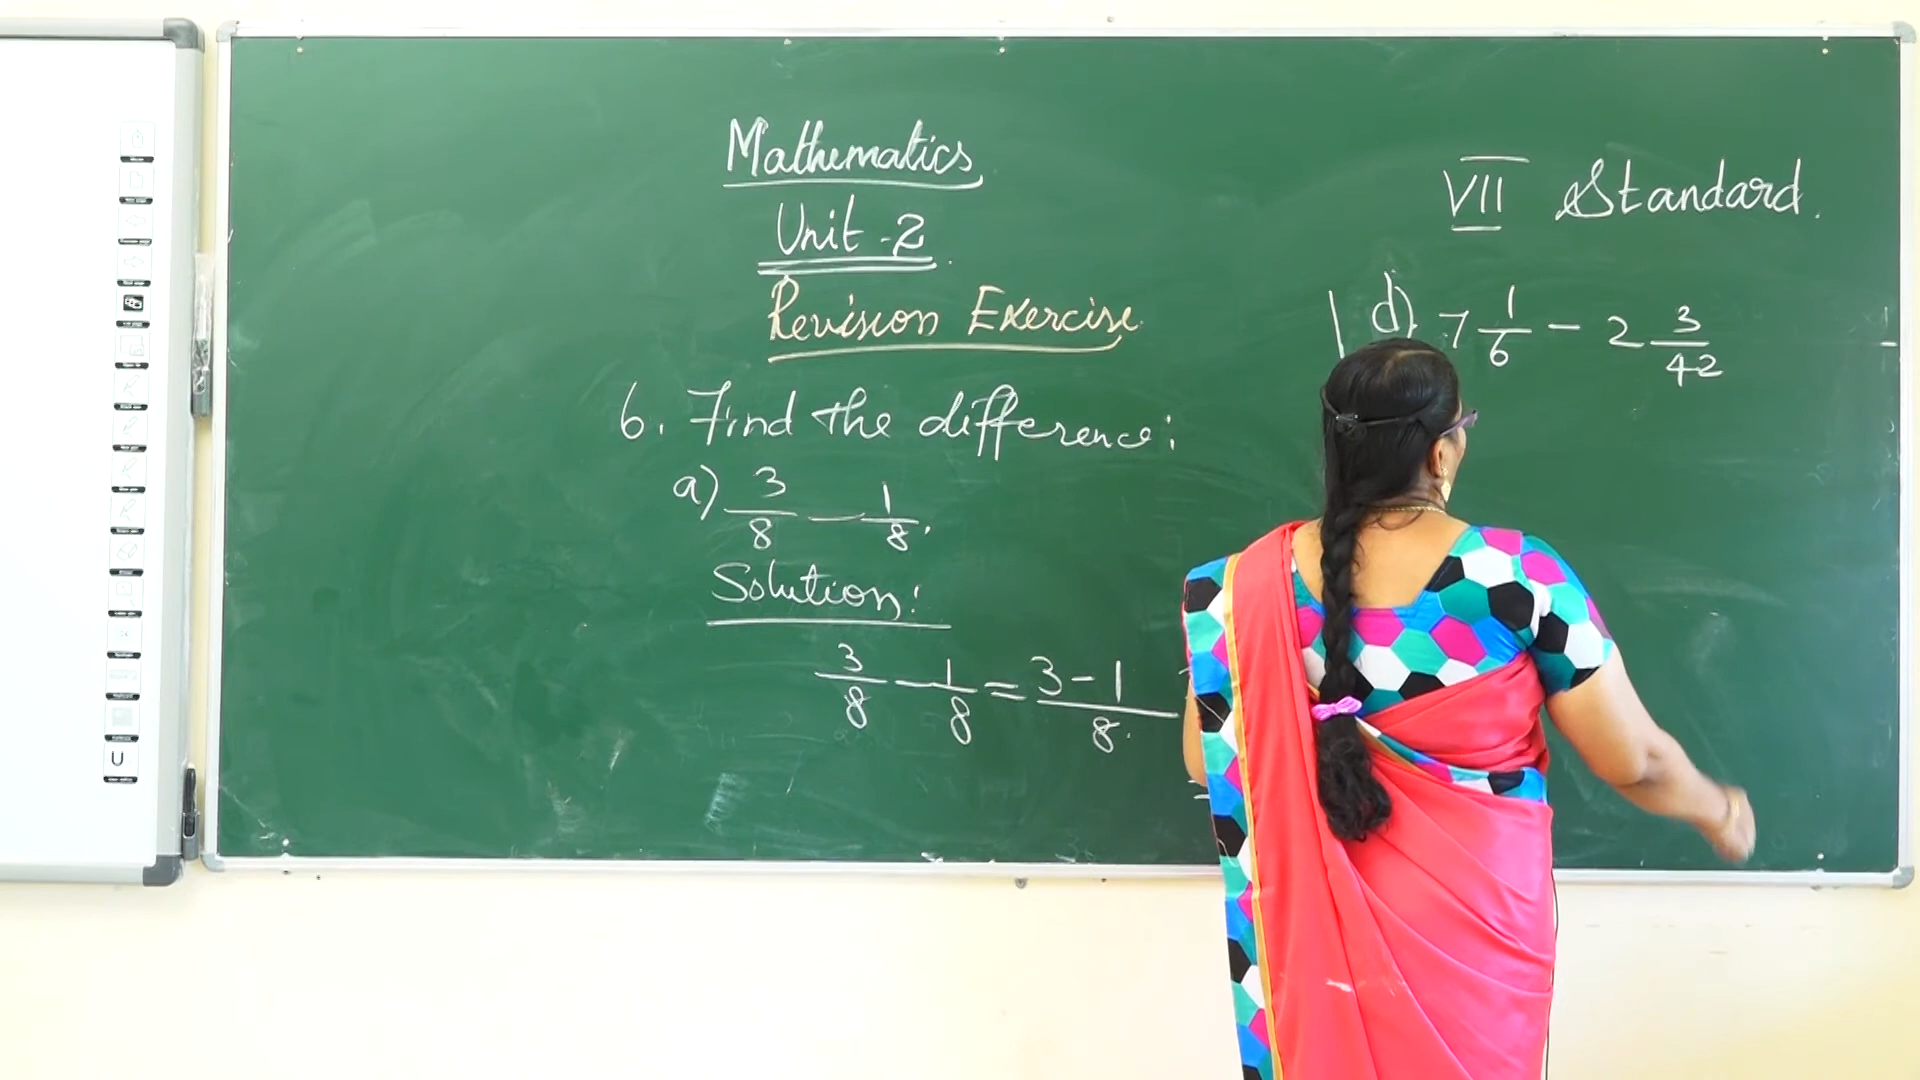 Mathematics
Unit - 2
Revision Exercise
6. Find the difference:
a) 3/8 - 1/8.
Solution:
3/8 - 1/8 = 3 - 1/8.
VII Standard.
d) 7 1/6 - 2 3/42
U